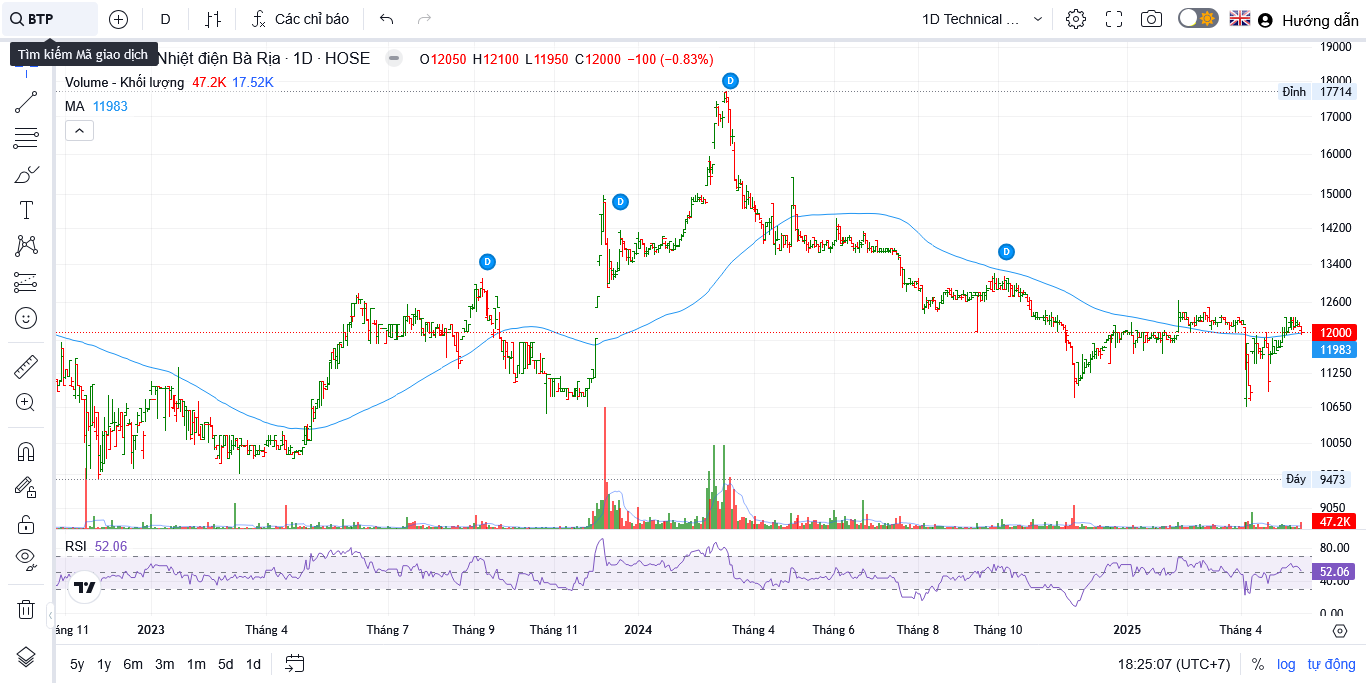 BTP
D
Các chỉ báo
1D Technical ...
Hướng dẫn
Tìm kiếm Mã giao dịch
Nhiệt điện Bà Rịa · 1D · HOSE
O12050 H12100 L11950 C12000 −100 (−0.83%)
Volume - Khối lượng 47.2K 17.52K
MA 11983
19000
18000
Đỉnh 17714
17000
16000
15000
14200
13400
12600
12000
11983
11250
10650
10050
Đáy 9473
9050
47.2K
D
D
D
D
RSI 52.06
80.00
52.06
40.00
0.00
2023
Tháng 4
Tháng 7
Tháng 9
Tháng 11
2024
Tháng 4
Tháng 6
Tháng 8
Tháng 10
2025
Tháng 4
5y 1y 6m 3m 1m 5d 1d
18:25:07 (UTC+7)
%
log
tự động